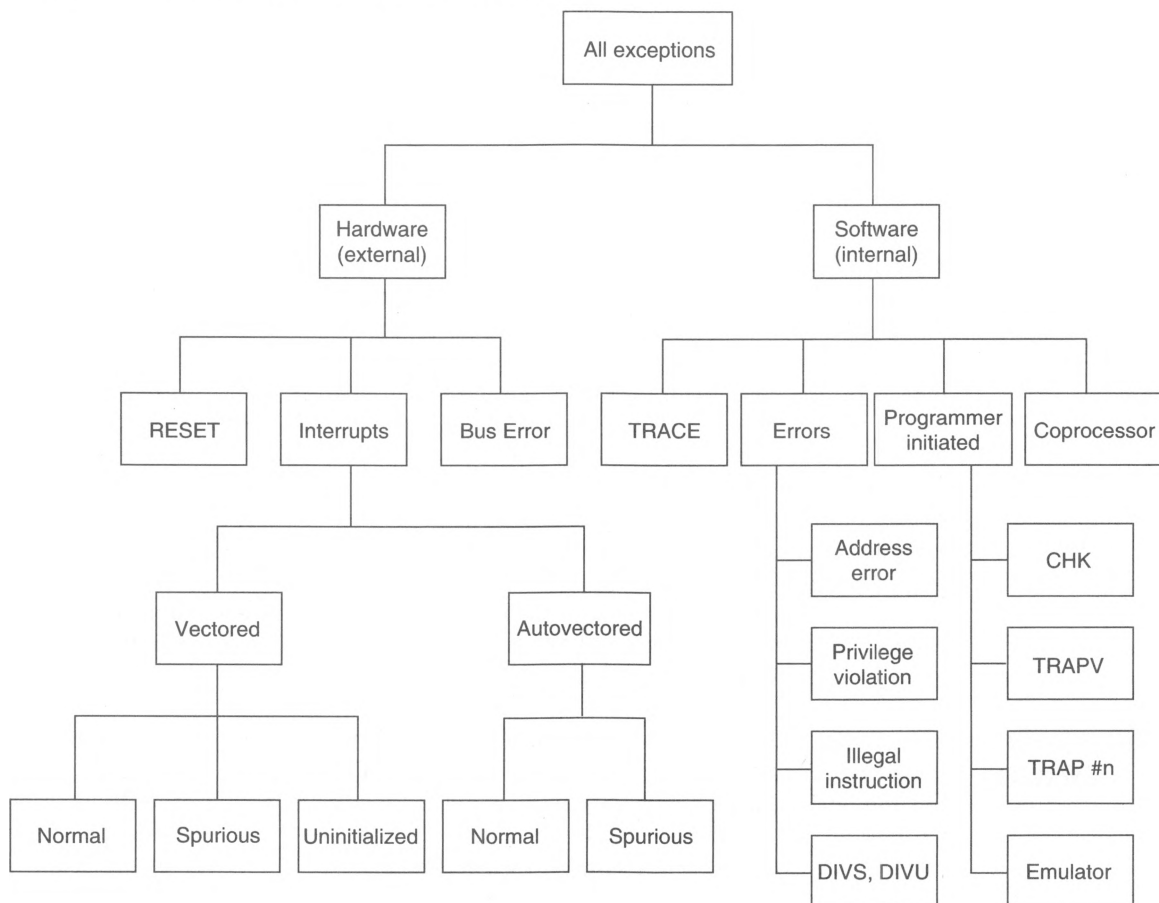 All exceptions
Hardware
(external)
Software
(internal)
RESET
Interrupts
Bus Error
TRACE
Errors
Programmer
initiated
Coprocessor
Vectored
Autovectored
Normal
Spurious
Uninitialized
Normal
Spurious
Address
error
Privilege
violation
Illegal
instruction
DIVS, DIVU
CHK
TRAPV
TRAP #n
Emulator